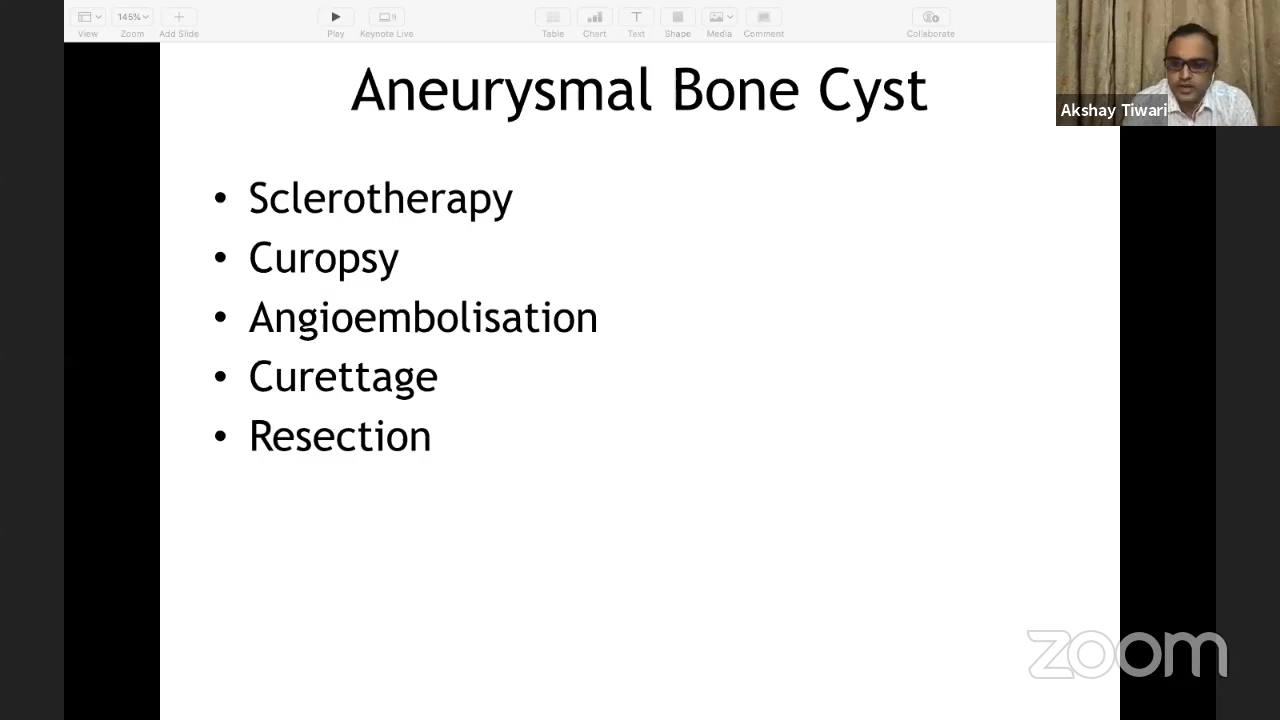 145%
View Zoom Add Slide Play Keynote Live Table Chart Text Shape Media Comment Collaborate
Akshay Tiwari
Aneurysmal Bone Cyst
• Sclerotherapy
• Curopsy
• Angioembolisation
• Curettage
• Resection
zoom